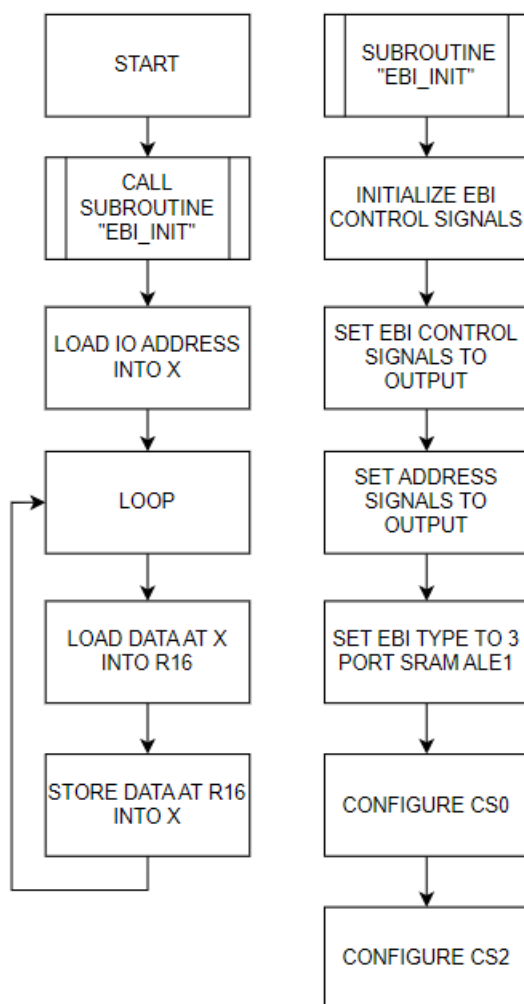 START
CALL
SUBROUTINE
"EBI_INIT"
LOAD IO ADDRESS
INTO X
LOOP
LOAD DATA AT X
INTO R16
STORE DATA AT R16
INTO X
SUBROUTINE
"EBI_INIT"
INITIALIZE EBI
CONTROL SIGNALS
SET EBI CONTROL
SIGNALS TO
OUTPUT
SET ADDRESS
SIGNALS TO
OUTPUT
SET EBI TYPE TO 3
PORT SRAM ALE1
CONFIGURE CS0
CONFIGURE CS2